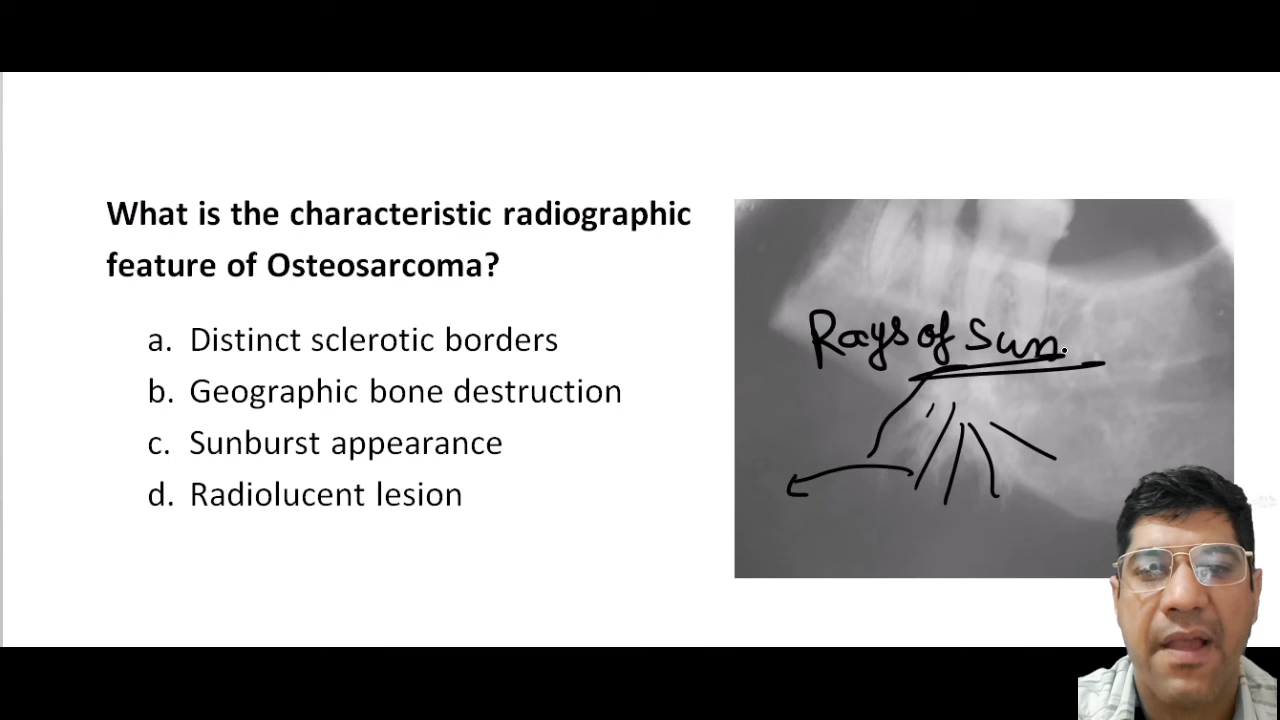 What is the characteristic radiographic
feature of Osteosarcoma?
a. Distinct sclerotic borders
b. Geographic bone destruction
c. Sunburst appearance
d. Radiolucent lesion
Rays of Sun